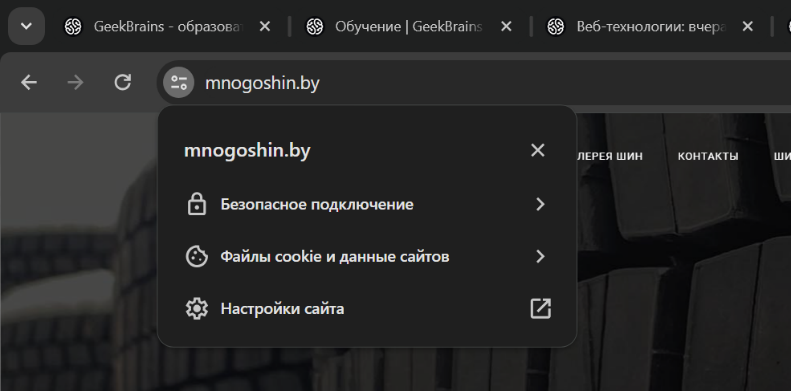 GeekBrains - образова
Обучение | GeekBrains
Веб-технологии: вчера
mnogoshin.by
mnogoshin.by
ЛЕРЕЯ ШИН
КОНТАКТЫ
ШИ
Безопасное подключение
Файлы cookie и данные сайтов
Настройки сайта